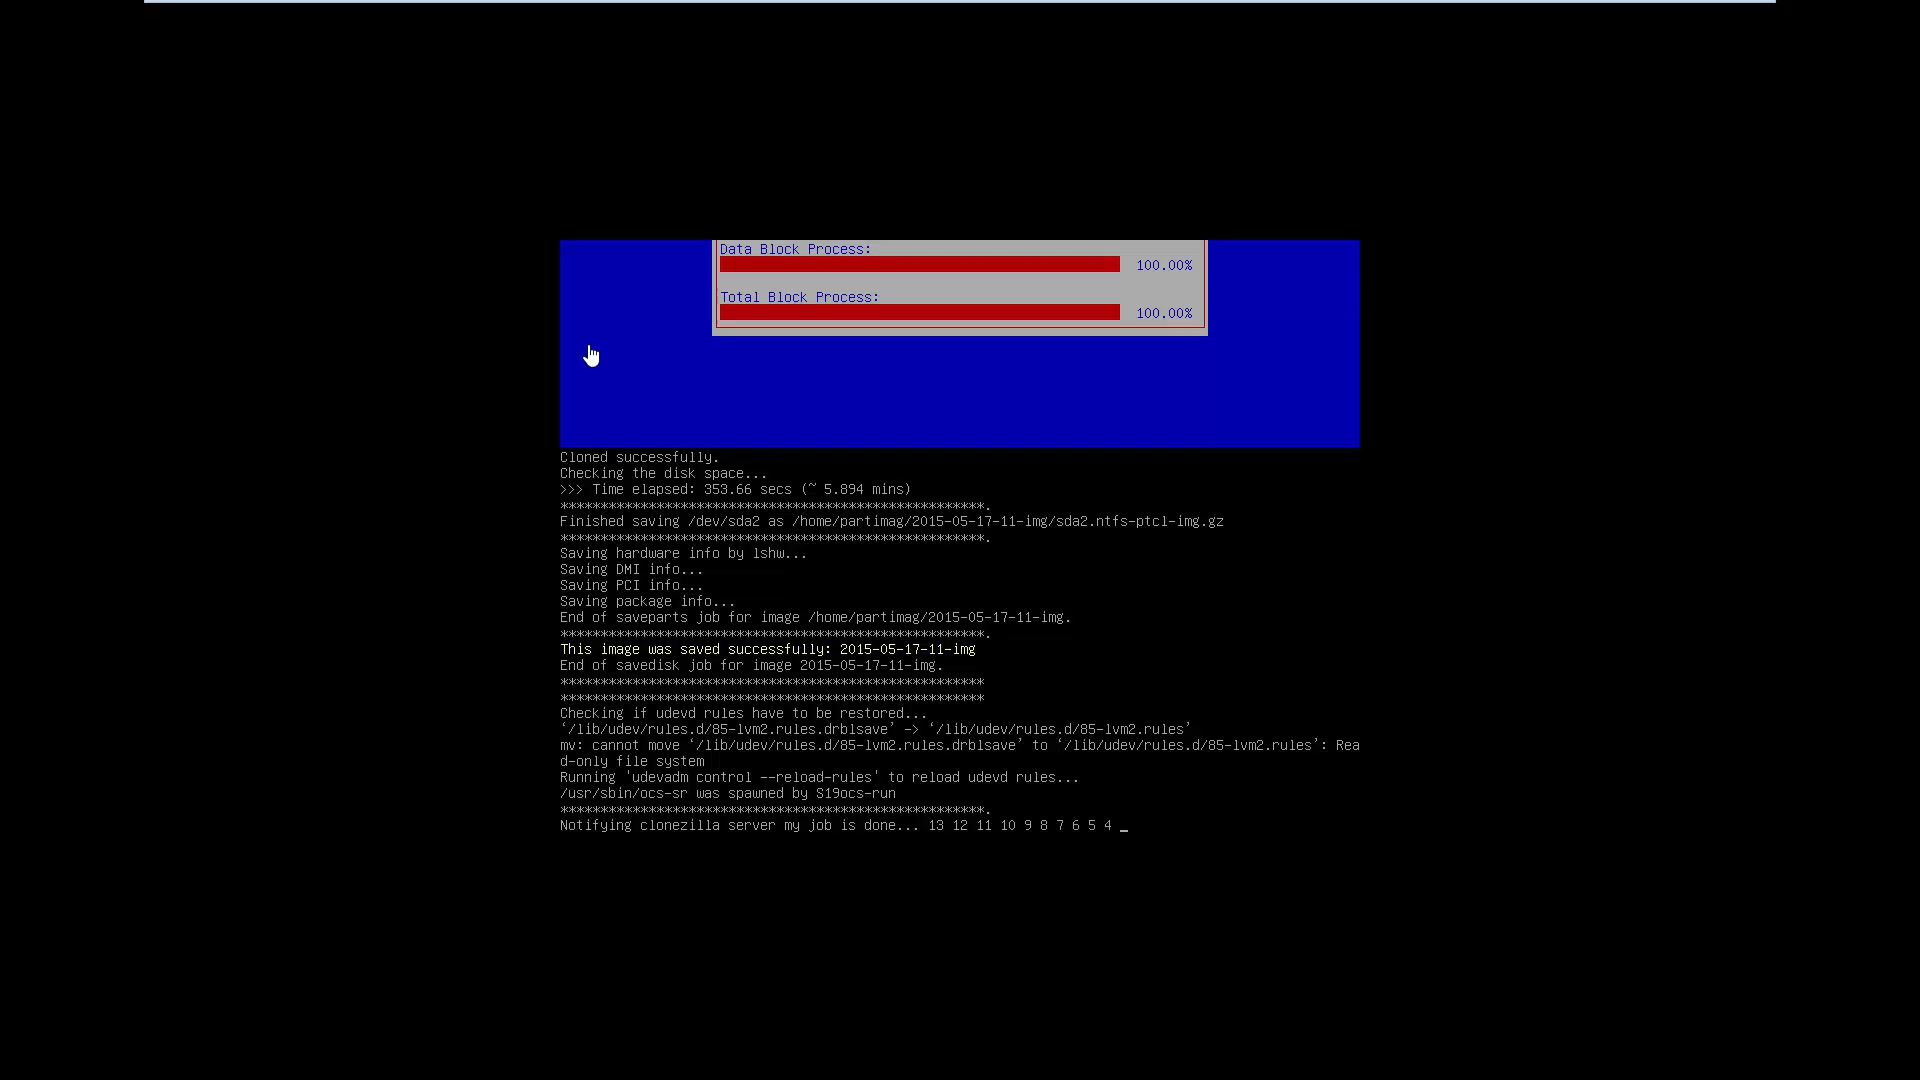 Data Block Process:
100.00%
Total Block Process:
100.00%
Cloned successfully.
Checking the disk space...
>>> Time elapsed: 353.66 secs (~ 5.894 mins)
*****************************************************.
Finished saving /dev/sda2 as /home/partimag/2015-05-17-11-img/sda2.ntfs-ptcl-img.gz
*****************************************************.
Saving hardware info by lshw...
Saving DMI info...
Saving PCI info...
Saving package info...
End of saveparts job for image /home/partimag/2015-05-17-11-img.
*****************************************************.
This image was saved successfully: 2015-05-17-11-img
End of savedisk job for image 2015-05-17-11-img.
*****************************************************
*****************************************************
Checking if udevd rules have to be restored...
‘/lib/udev/rules.d/85-lvm2.rules.drblsave’ -> ‘/lib/udev/rules.d/85-lvm2.rules’
mv: cannot move ‘/lib/udev/rules.d/85-lvm2.rules.drblsave’ to ‘/lib/udev/rules.d/85-lvm2.rules’: Rea
d-only file system
Running 'udevadm control --reload-rules' to reload udevd rules...
/usr/sbin/ocs-sr was spawned by S19ocs-run
*****************************************************.
Notifying clonezilla server my job is done... 13 12 11 10 9 8 7 6 5 4 _